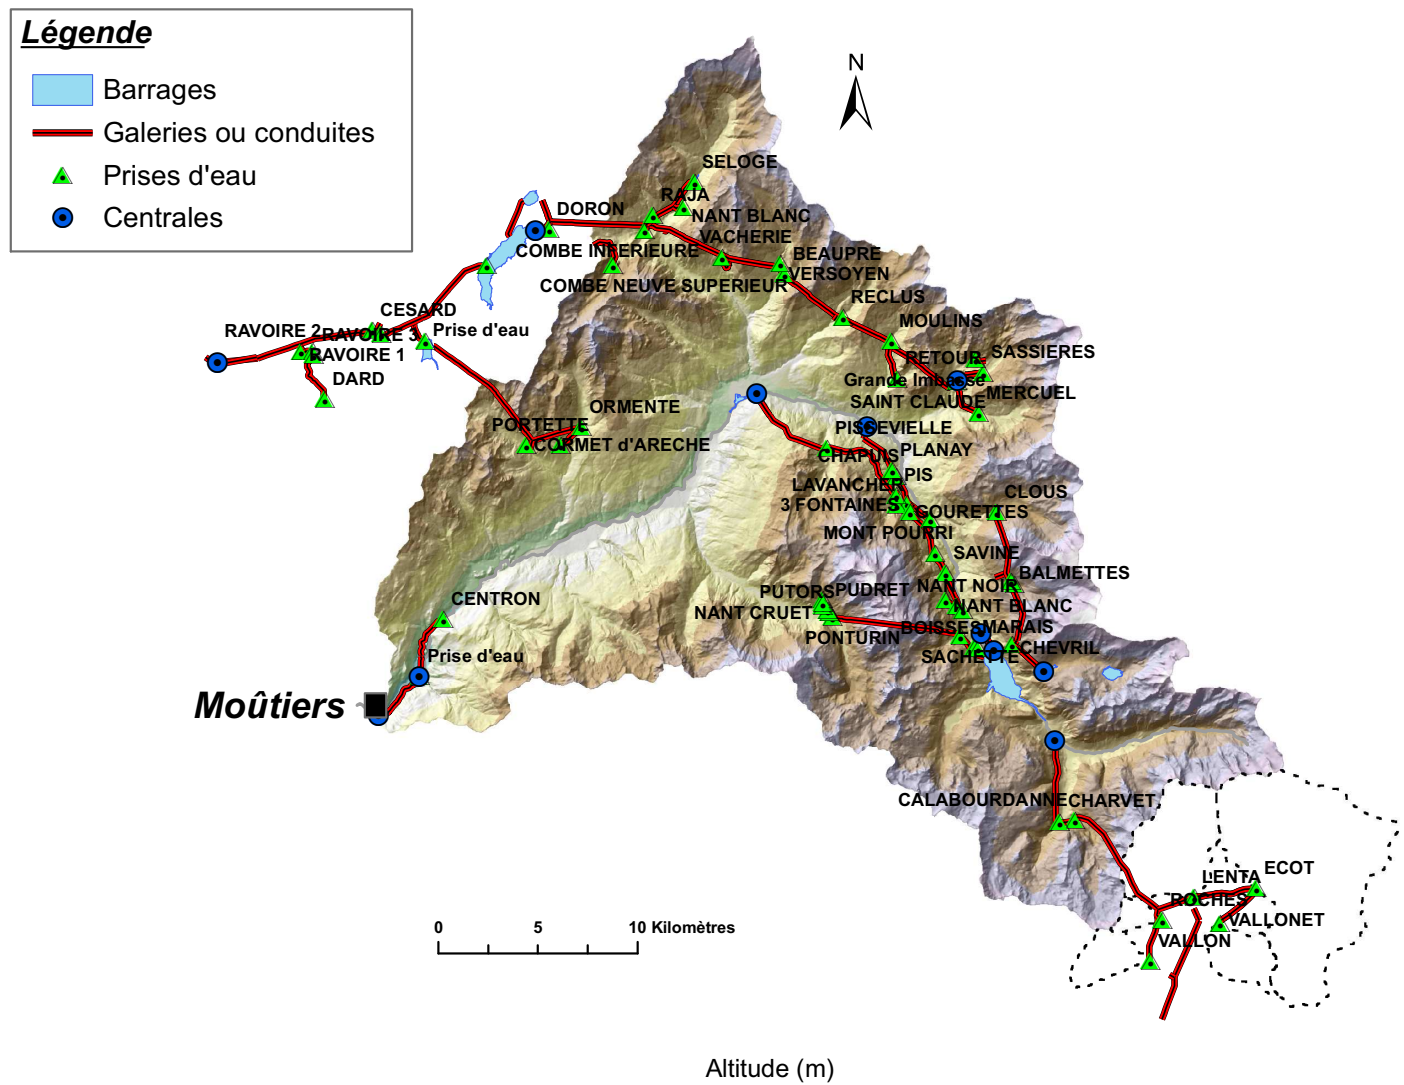 Légende
Barrages
Galeries ou conduites
Prises d'eau
Centrales
N
SELOGE
RAJA
DORON
NANT BLANC
VACHERIE
COMBE INFERIEURE
BEAUPRE
VERSOYEN
COMBE NEUVE SUPERIEUR
RECLUS
CESARD
MOULINS
RAVOIRE 2
RAVOIRE 3
Prise d'eau
RAVOIRE 1
RETOUR
SASSIERES
DARD
Grande Imbasse
MERCUEL
SAINT CLAUDE
ORMENTE
PORTETTE
PISSEVIELLE
CORMET d'ARECHE
CHAPUIS
PLANAY
PIS
LAVANCHER
CLOUS
3 FONTAINES
GOURETTES
MONT POURRI
SAVINE
BALMETTES
PUTORS
PUDRET
NANT NOIR
CENTRON
NANT CRUET
NANT BLANC
BOISSES
MARAIS
PONTURIN
CHEVRIL
Prise d'eau
SACHETTE
Moûtiers
CALABOURDANNE
CHARVET
ECOT
LENTA
ROCHES
VALLONET
VALLON
0 5 10 Kilomètres
Altitude (m)